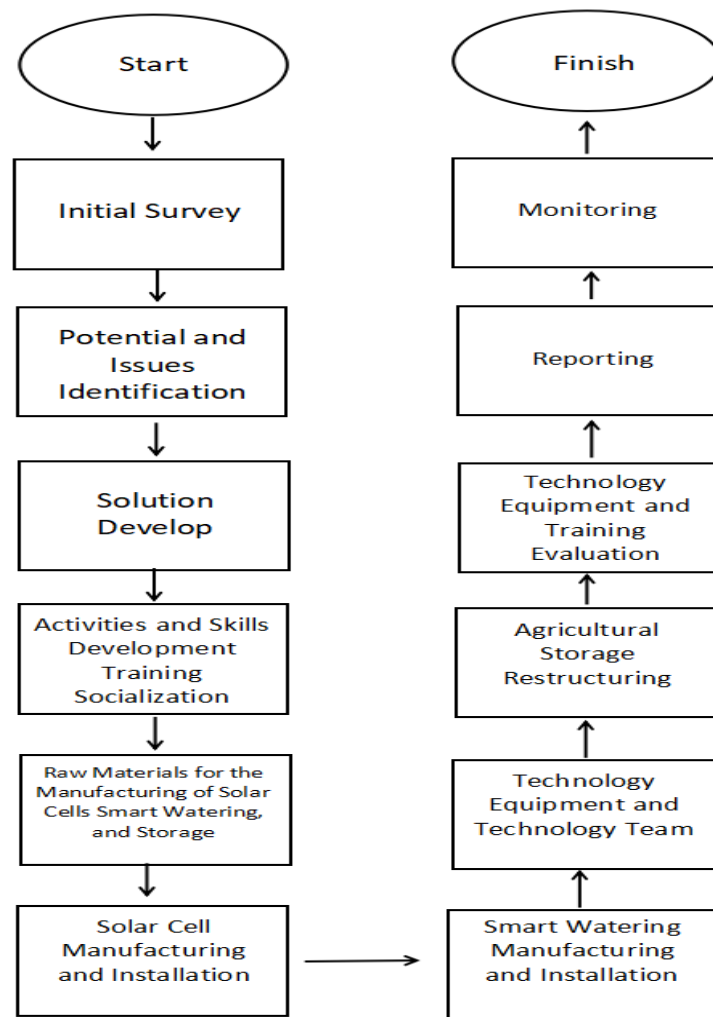 Start
Initial Survey
Potential and
Issues
Identification
Solution
Develop
Activities and Skills
Development
Training
Socialization
Raw Materials for the
Manufacturing of Solar
Cells Smart Watering,
and Storage
Solar Cell
Manufacturing
and Installation
Smart Watering
Manufacturing
and Installation
Technology
Equipment and
Technology Team
Agricultural
Storage
Restructuring
Technology
Equipment and
Training
Evaluation
Reporting
Monitoring
Finish